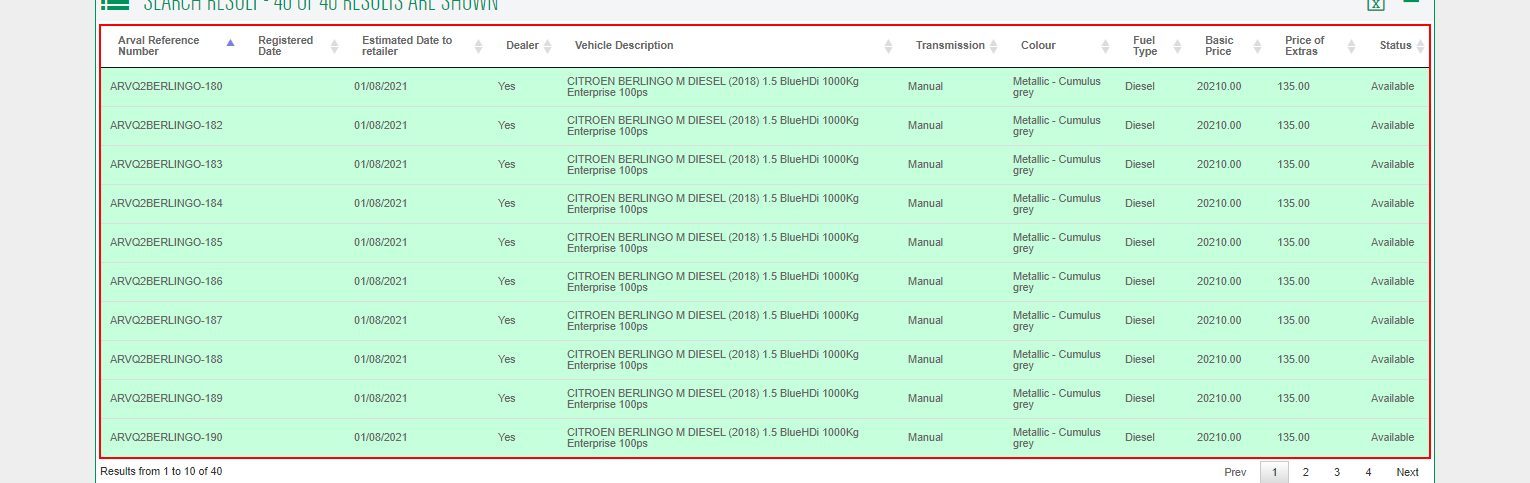 SEARCH RESULT - 40 OF 40 RESULTS ARE SHOWN
Arval Reference Number Registered Date Estimated Date to retailer Dealer Vehicle Description Transmission Colour Fuel Type Basic Price Price of Extras Status
ARVQ2BERLINGO-180 01/08/2021 Yes CITROEN BERLINGO M DIESEL (2018) 1.5 BlueHDi 1000Kg Enterprise 100ps Manual Metallic - Cumulus grey Diesel 20210.00 135.00 Available
ARVQ2BERLINGO-182 01/08/2021 Yes CITROEN BERLINGO M DIESEL (2018) 1.5 BlueHDi 1000Kg Enterprise 100ps Manual Metallic - Cumulus grey Diesel 20210.00 135.00 Available
ARVQ2BERLINGO-183 01/08/2021 Yes CITROEN BERLINGO M DIESEL (2018) 1.5 BlueHDi 1000Kg Enterprise 100ps Manual Metallic - Cumulus grey Diesel 20210.00 135.00 Available
ARVQ2BERLINGO-184 01/08/2021 Yes CITROEN BERLINGO M DIESEL (2018) 1.5 BlueHDi 1000Kg Enterprise 100ps Manual Metallic - Cumulus grey Diesel 20210.00 135.00 Available
ARVQ2BERLINGO-185 01/08/2021 Yes CITROEN BERLINGO M DIESEL (2018) 1.5 BlueHDi 1000Kg Enterprise 100ps Manual Metallic - Cumulus grey Diesel 20210.00 135.00 Available
ARVQ2BERLINGO-186 01/08/2021 Yes CITROEN BERLINGO M DIESEL (2018) 1.5 BlueHDi 1000Kg Enterprise 100ps Manual Metallic - Cumulus grey Diesel 20210.00 135.00 Available
ARVQ2BERLINGO-187 01/08/2021 Yes CITROEN BERLINGO M DIESEL (2018) 1.5 BlueHDi 1000Kg Enterprise 100ps Manual Metallic - Cumulus grey Diesel 20210.00 135.00 Available
ARVQ2BERLINGO-188 01/08/2021 Yes CITROEN BERLINGO M DIESEL (2018) 1.5 BlueHDi 1000Kg Enterprise 100ps Manual Metallic - Cumulus grey Diesel 20210.00 135.00 Available
ARVQ2BERLINGO-189 01/08/2021 Yes CITROEN BERLINGO M DIESEL (2018) 1.5 BlueHDi 1000Kg Enterprise 100ps Manual Metallic - Cumulus grey Diesel 20210.00 135.00 Available
ARVQ2BERLINGO-190 01/08/2021 Yes CITROEN BERLINGO M DIESEL (2018) 1.5 BlueHDi 1000Kg Enterprise 100ps Manual Metallic - Cumulus grey Diesel 20210.00 135.00 Available
Results from 1 to 10 of 40 Prev 1 2 3 4 Next